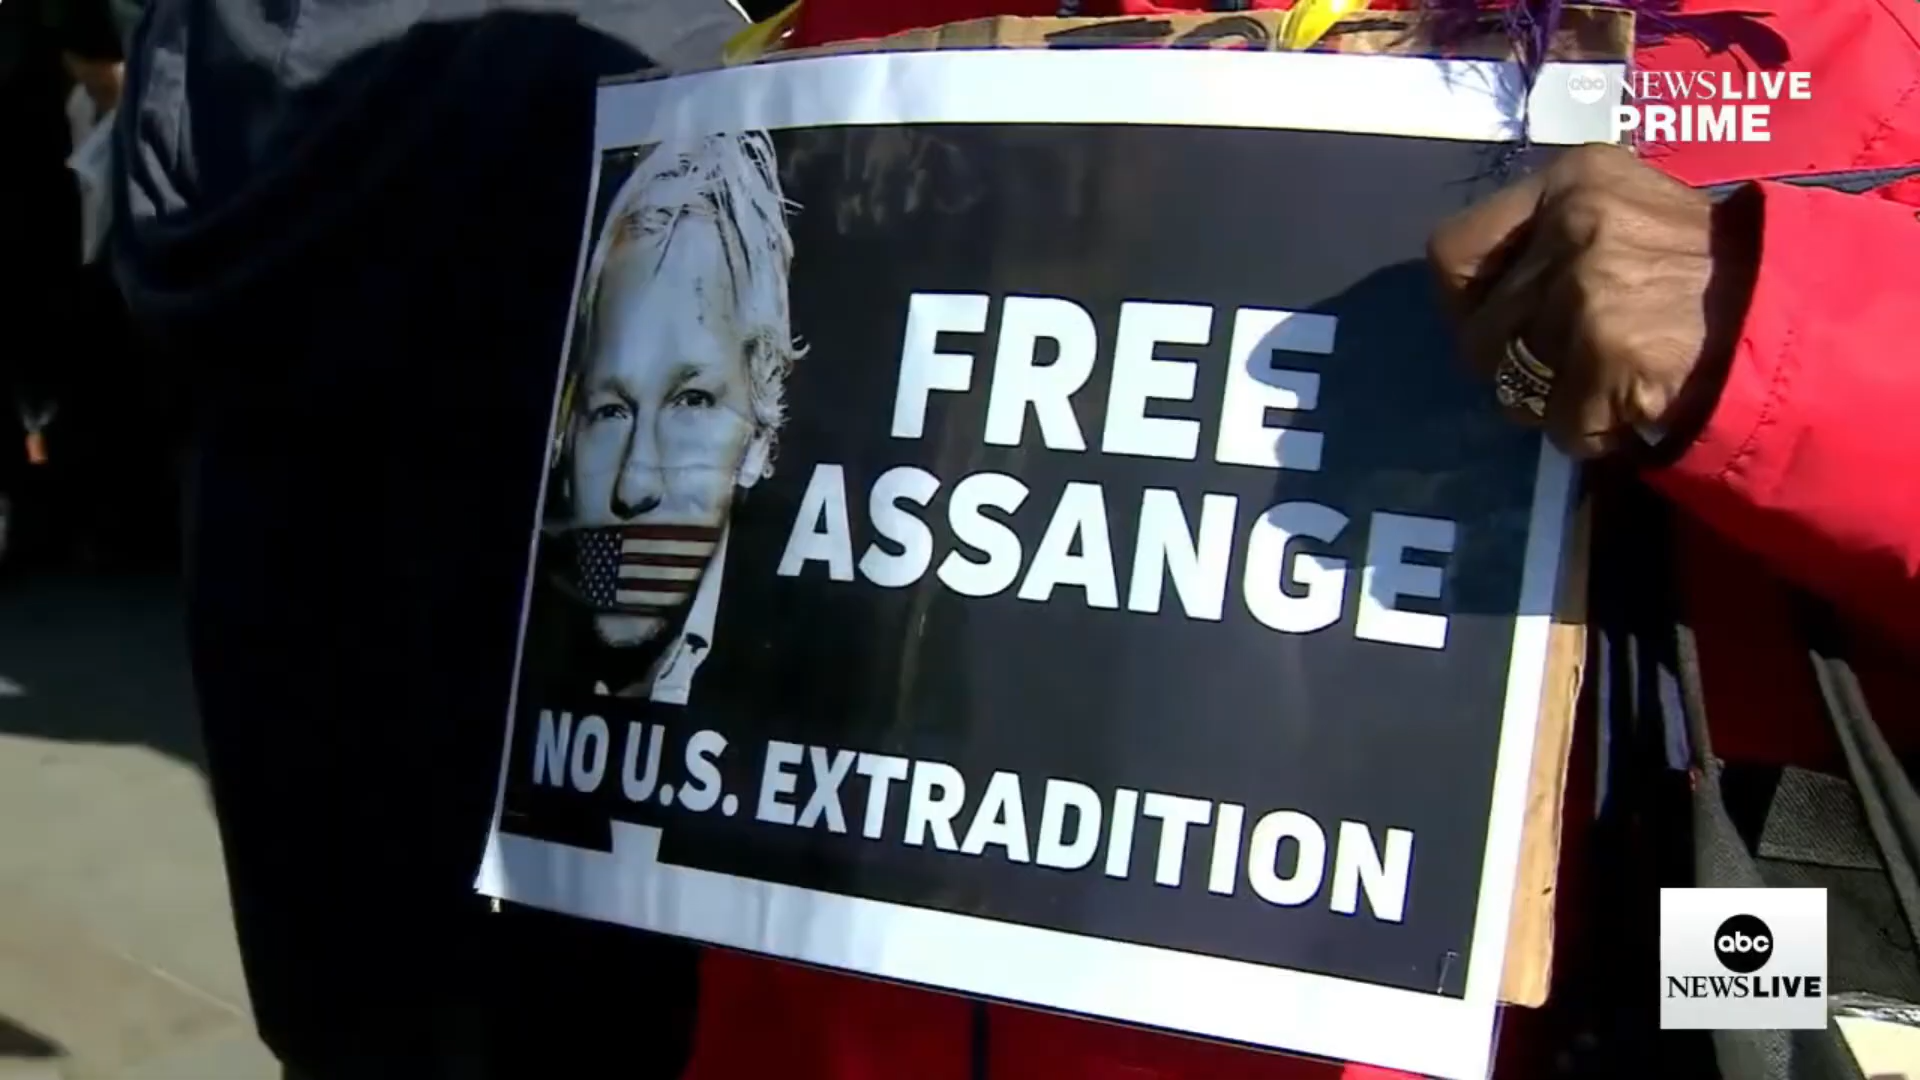 abc NEWS LIVE
PRIME
FREE
ASSANGE
NO U.S. EXTRADITION
abc
NEWS LIVE